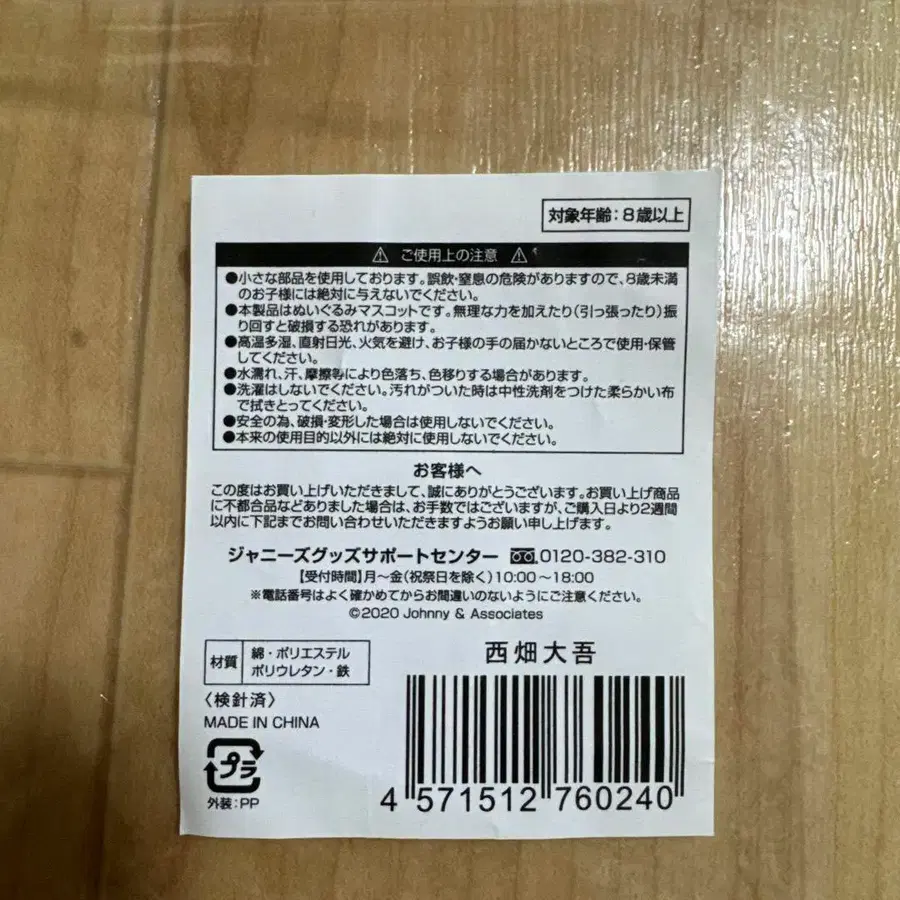 対象年齢:8歳以上
⚠ ご使用上の注意 ⚠
●小さな部品を使用しております。誤飲・窒息の危険がありますので、8歳未満
のお子様には絶対に与えないでください。
●本製品はぬいぐるみマスコットです。無理な力を加えたり(引っ張ったり)振
り回すと破損する恐れがあります。
●高温多湿、直射日光、火気を避け、お子様の手の届かないところで使用・保管
してください。
●水濡れ、汗、摩擦等により色落ち、色移りする場合があります。
●洗濯はしないでください。汚れがついた時は中性洗剤をつけた柔らかい布
で拭きとってください。
●安全の為、破損・変形した場合は使用しないでください。
●本来の使用目的以外には絶対に使用しないでください。
お客様へ
この度はお買い上げいただきまして、誠にありがとうございます。お買い上げ商品
に不都合品などありました場合は、お手数ではございますが、ご購入日より2週間
以内に下記までお問い合わせいただきますようお願い申し上げます。
ジャニーズグッズサポートセンター 0120-382-310
【受付時間】月~金(祝祭日を除く)10:00~18:00
※電話番号はよく確かめてからお間違いのないようにご注意ください。
©2020 Johnny & Associates
材質 綿・ポリエステル
ポリウレタン・鉄
〈検針済〉
MADE IN CHINA
プラ
外装:PP
西畑大吾
4 571512 760240